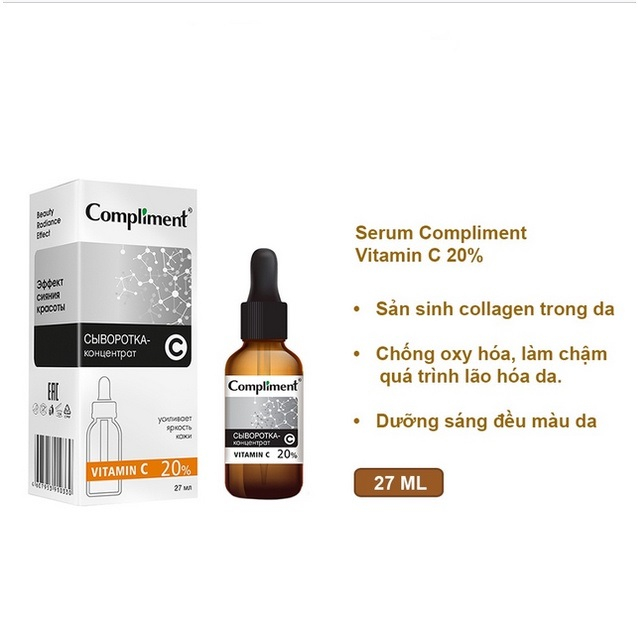 Beauty
Radiance
Effect
Compliment®
Эффект
сияния
красоты
СЫВОРОТКА-
концентрат
C
EAC
усиливает
яркость
кожи
VITAMIN C 20%
27 мл
Compliment®
СЫВОРОТКА-
концентрат
C
VITAMIN C 20%
Serum Compliment
Vitamin C 20%
• Sản sinh collagen trong da
• Chống oxy hóa, làm chậm
quá trình lão hóa da.
• Dưỡng sáng đều màu da
27 ML